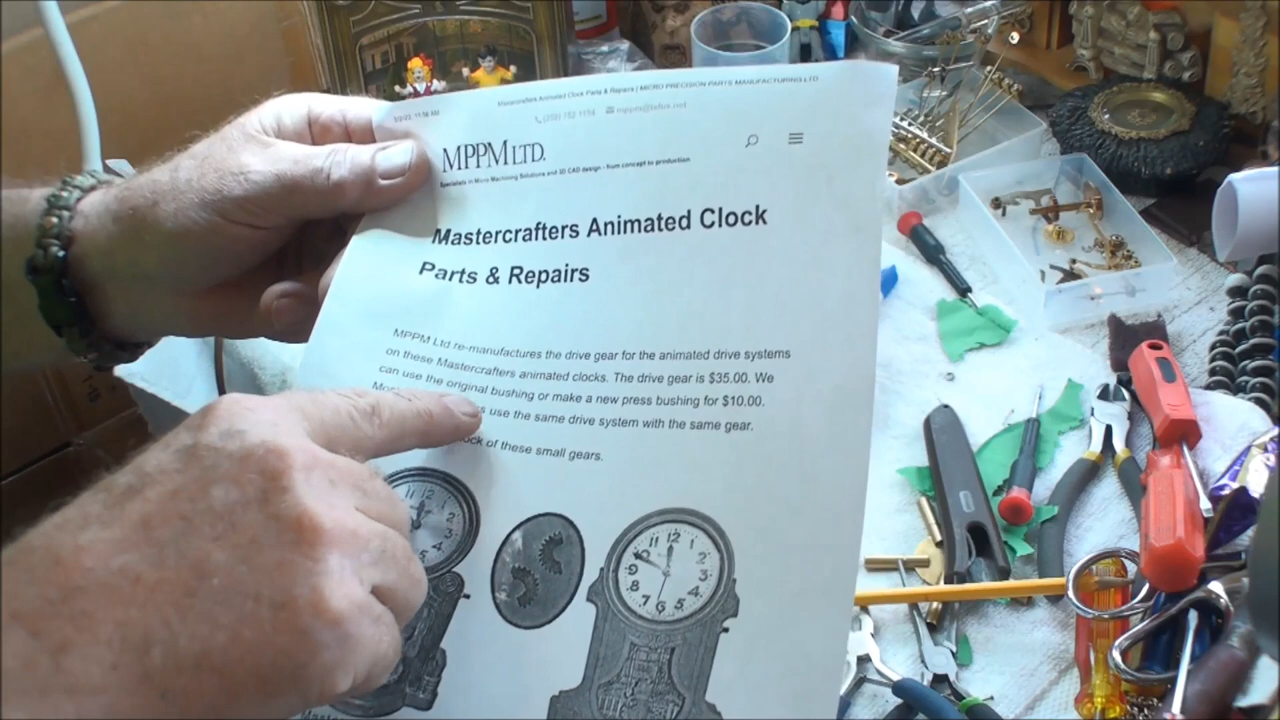 Mastercrafters Animated Clock Parts & Repairs | MICRO PRECISION PARTS MANUFACTURING LTD
MPPM LTD.
Specialists in Micro Machining Solutions and 3D CAD design - from concept to production
Mastercrafters Animated Clock
Parts & Repairs
MPPM Ltd re-manufactures the drive gear for the animated drive systems
on these Mastercrafters animated clocks. The drive gear is $35.00. We
can use the original bushing or make a new press bushing for $10.00.
use the same drive system with the same gear.
of these small gears.